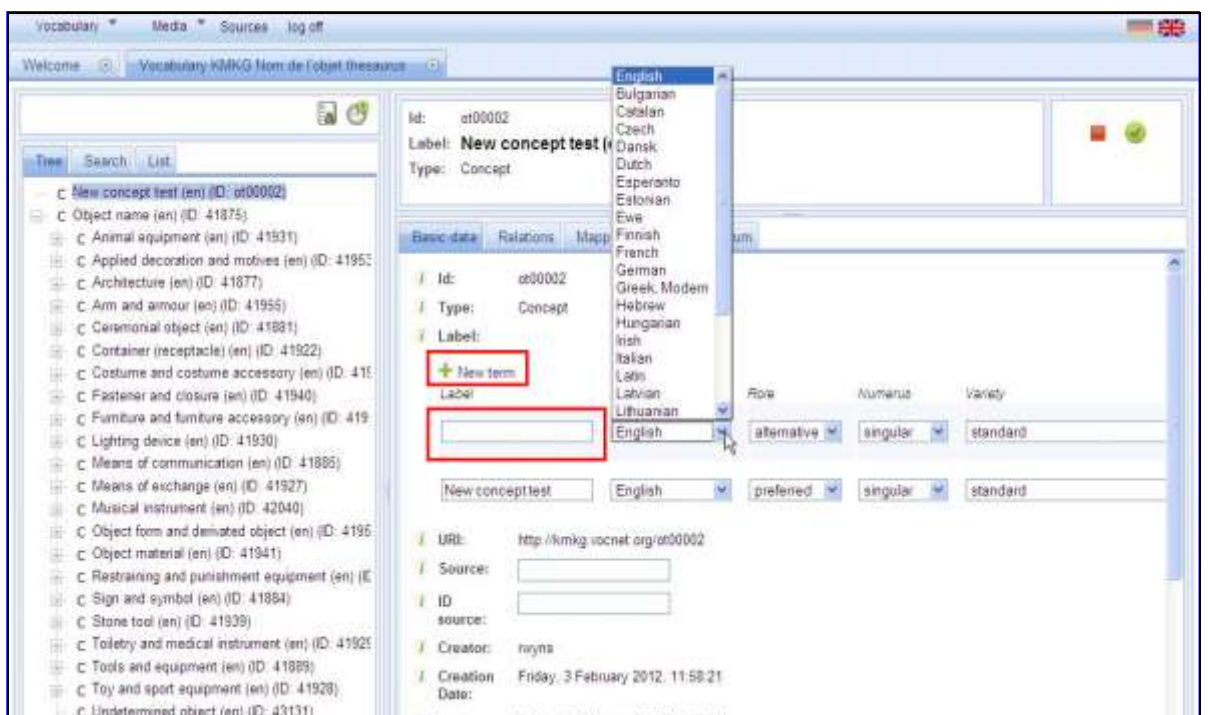 Vocabulary Media Sources log off
Welcome Vocabulary KMKG Nom de l'objet thesaurus
Tree Search List
C New concept test (en) (ID: ot00002)
C Object name (en) (ID: 41875)
C Animal equipment (en) (ID: 41931)
C Applied decoration and motives (en) (ID: 41953
C Architecture (en) (ID: 41877)
C Arm and armour (en) (ID: 41955)
C Ceremonial object (en) (ID: 41881)
C Container (receptacle) (en) (ID: 41922)
C Costume and costume accessory (en) (ID: 419
C Fastener and closure (en) (ID: 41940)
C Furniture and furniture accessory (en) (ID: 419
C Lighting device (en) (ID: 41930)
C Means of communication (en) (ID: 41885)
C Means of exchange (en) (ID: 41927)
C Musical instrument (en) (ID: 42040)
C Object form and derivated object (en) (ID: 4195
C Object material (en) (ID: 41941)
C Restraining and punishment equipment (en) (ID
C Sign and symbol (en) (ID: 41884)
C Stone tool (en) (ID: 41939)
C Toiletry and medical instrument (en) (ID: 41929
C Tools and equipment (en) (ID: 41889)
C Toy and sport equipment (en) (ID: 41928)
C Undetermined object (en) (ID: 43131)
Id: ot00002
Label: New concept test (
Type: Concept
English
Bulgarian
Catalan
Czech
Dansk
Dutch
Esperanto
Estonian
Ewe
Finnish
French
German
Greek, Modern
Hebrew
Hungarian
Irish
Italian
Latin
Latvian
Lithuanian
Basic data Relations Mapp um
i Id: ot00002
i Type: Concept
i Label:
New term
Label Role Numerus Variety
English alternative singular standard
New concept test English preferred singular standard
i URI: http://kmkg.vocnet.org/ot00002
i Source:
i ID
source:
i Creator:
i Creation Friday, 3 February 2012, 11:58:21
Date: